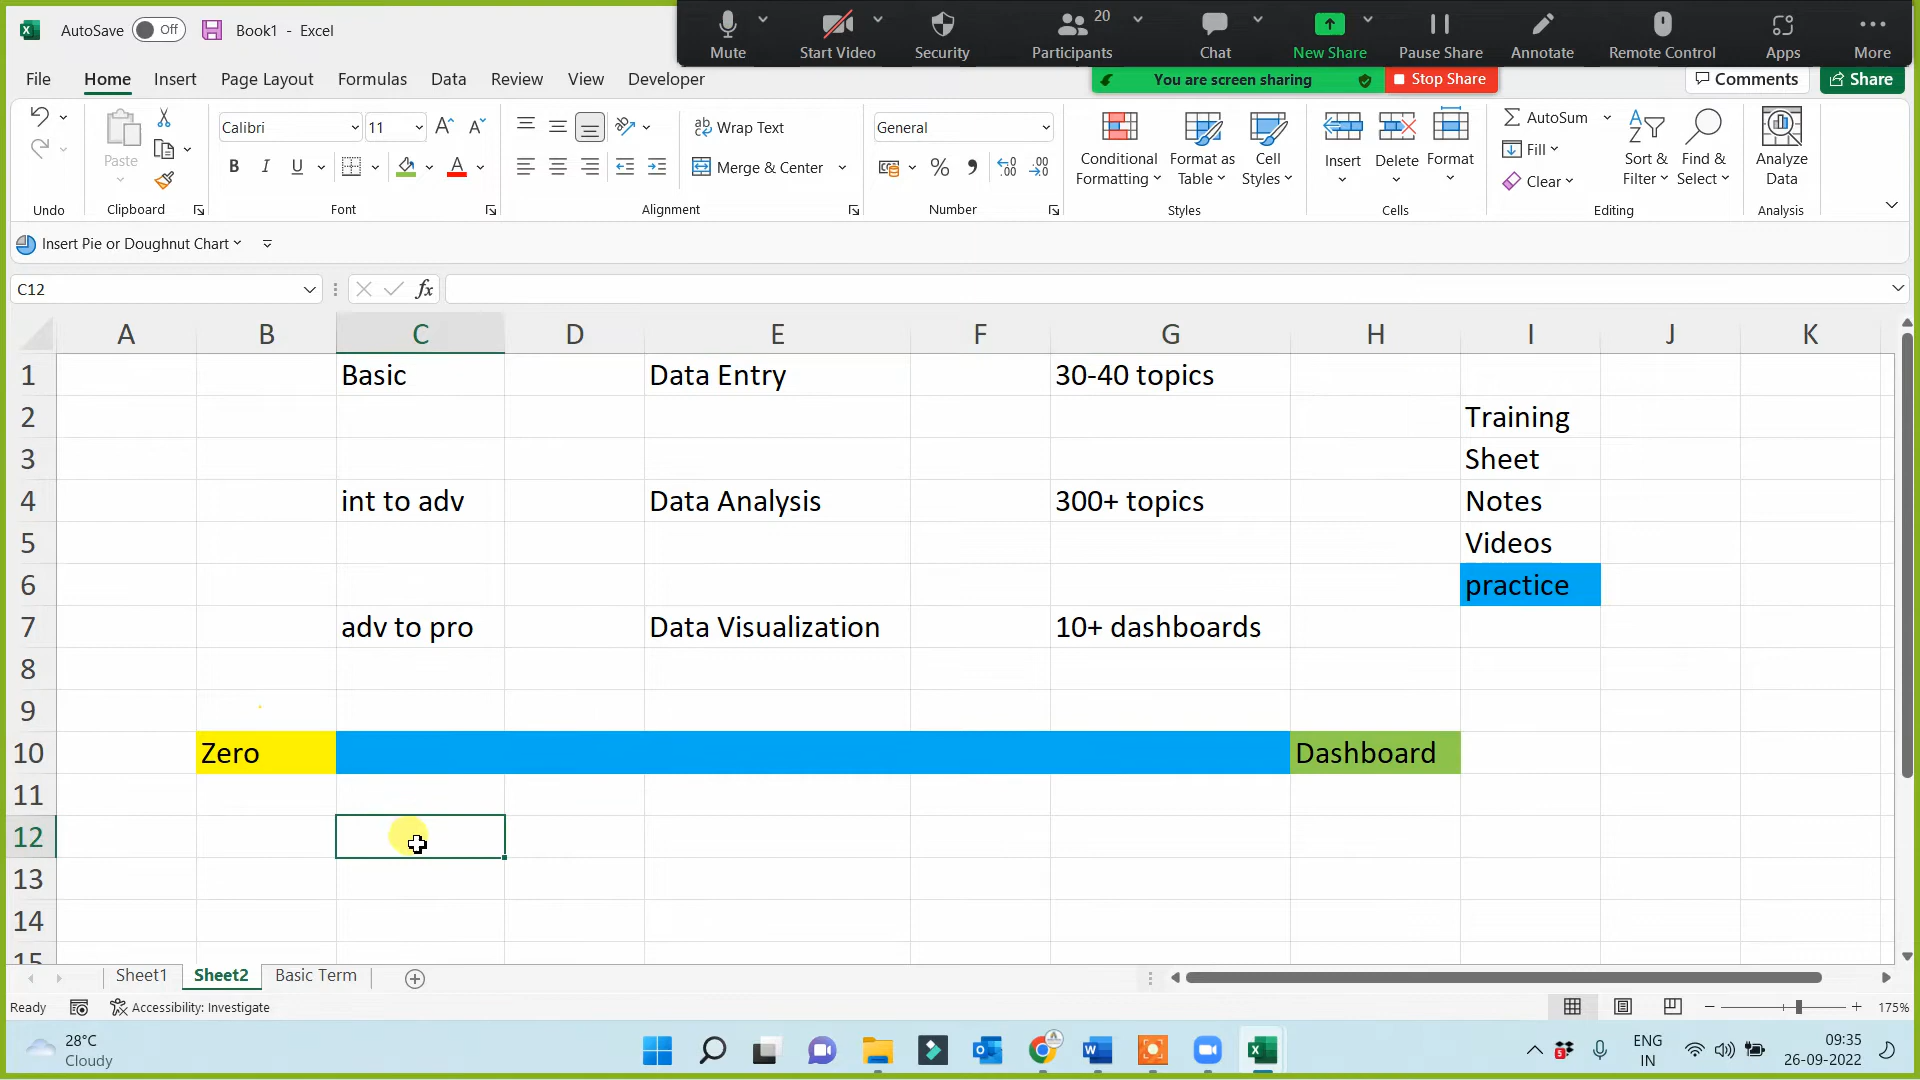 AutoSave Off Book1 - Excel
Mute Start Video Security Participants 20 Chat New Share Pause Share Annotate Remote Control Apps More
File Home Insert Page Layout Formulas Data Review View Developer
You are screen sharing Stop Share Comments Share
Calibri 11 Wrap Text General AutoSum
Paste B I U Merge & Center % Fill Clear
Conditional Formatting Format as Table Cell Styles Insert Delete Format Sort & Filter Find & Select Analyze Data
Undo Clipboard Font Alignment Number Styles Cells Editing Analysis
Insert Pie or Doughnut Chart
C12 fx
A B C D E F G H I J K
1 Basic Data Entry 30-40 topics
2 Training
3 Sheet
4 int to adv Data Analysis 300+ topics Notes
5 Videos
6 practice
7 adv to pro Data Visualization 10+ dashboards
8
9
10 Zero Dashboard
11
12
13
14
15
Sheet1 Sheet2 Basic Term
Ready Accessibility: Investigate 175%
28°C
Cloudy
ENG
IN
09:35
26-09-2022